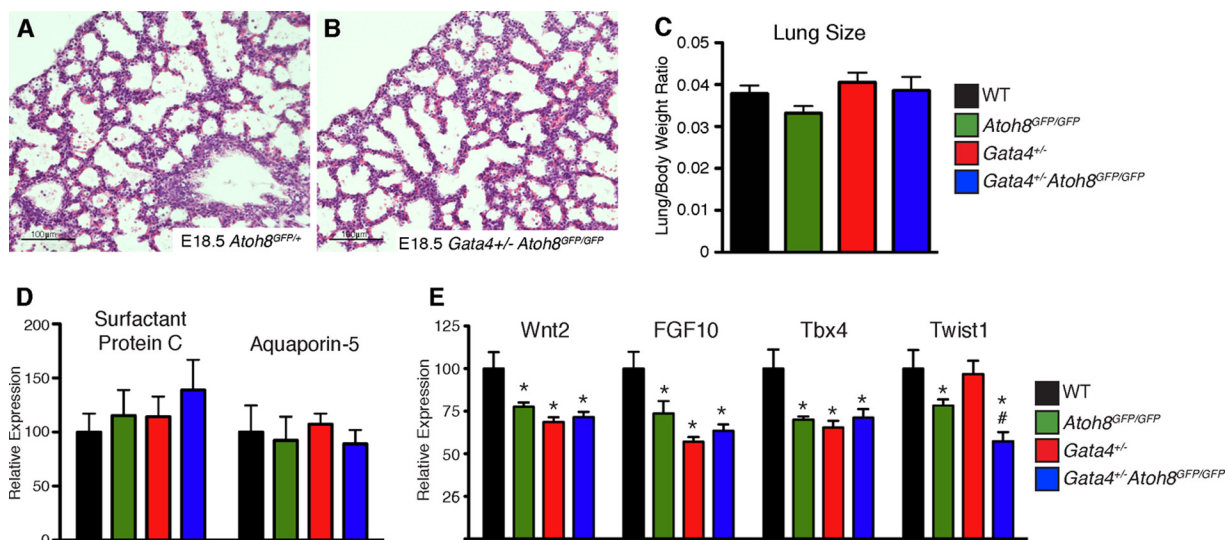 A
100µm
E18.5 Atoh8GFP/+
B
100µm
E18.5 Gata4+/- Atoh8GFP/GFP
C
Lung Size
Lung/Body Weight Ratio
0.05
0.04
0.03
0.02
0.01
0
WT
Atoh8GFP/GFP
Gata4+/-
Gata4+/-Atoh8GFP/GFP
D
Relative Expression
200
150
100
50
0
Surfactant
Protein C
Aquaporin-5
E
Relative Expression
125
100
75
50
25
Wnt2
FGF10
Tbx4
Twist1
* * *
* * *
* * *
* *
#
WT
Atoh8GFP/GFP
Gata4+/-
Gata4+/-Atoh8GFP/GFP